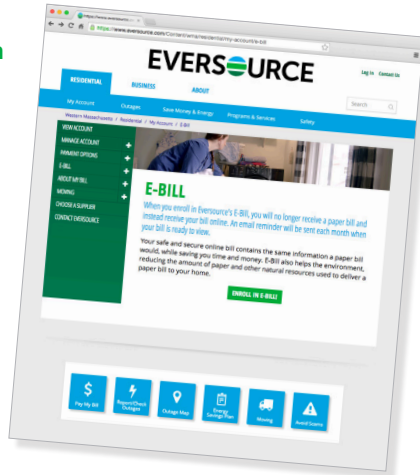 https://www.eversource.com/Content/wma/residential/my-account/e-bill
EVERSOURCE
Log In Contact Us
RESIDENTIAL
BUSINESS
ABOUT
Search
My Account
Outages
Save Money & Energy
Programs & Services
Safety
Western Massachusetts / Residential / My Account / E-Bill
VIEW ACCOUNT
MANAGE ACCOUNT +
PAYMENT OPTIONS +
E-BILL +
ABOUT MY BILL +
MOVING +
CHOOSE A SUPPLIER
CONTACT EVERSOURCE
E-BILL
When you enroll in Eversource's E-Bill, you will no longer receive a paper bill and
instead receive your bill online. An email reminder will be sent each month when
your bill is ready to view.
Your safe and secure online bill contains the same information a paper bill
would, while saving you time and money. E-Bill also helps the environment,
reducing the amount of paper and other natural resources used to deliver a
paper bill to your home.
ENROLL IN E-BILL!
Pay My Bill
Report/Check
Outages
Outage Map
Energy
Savings Plan
Moving
Avoid Scams